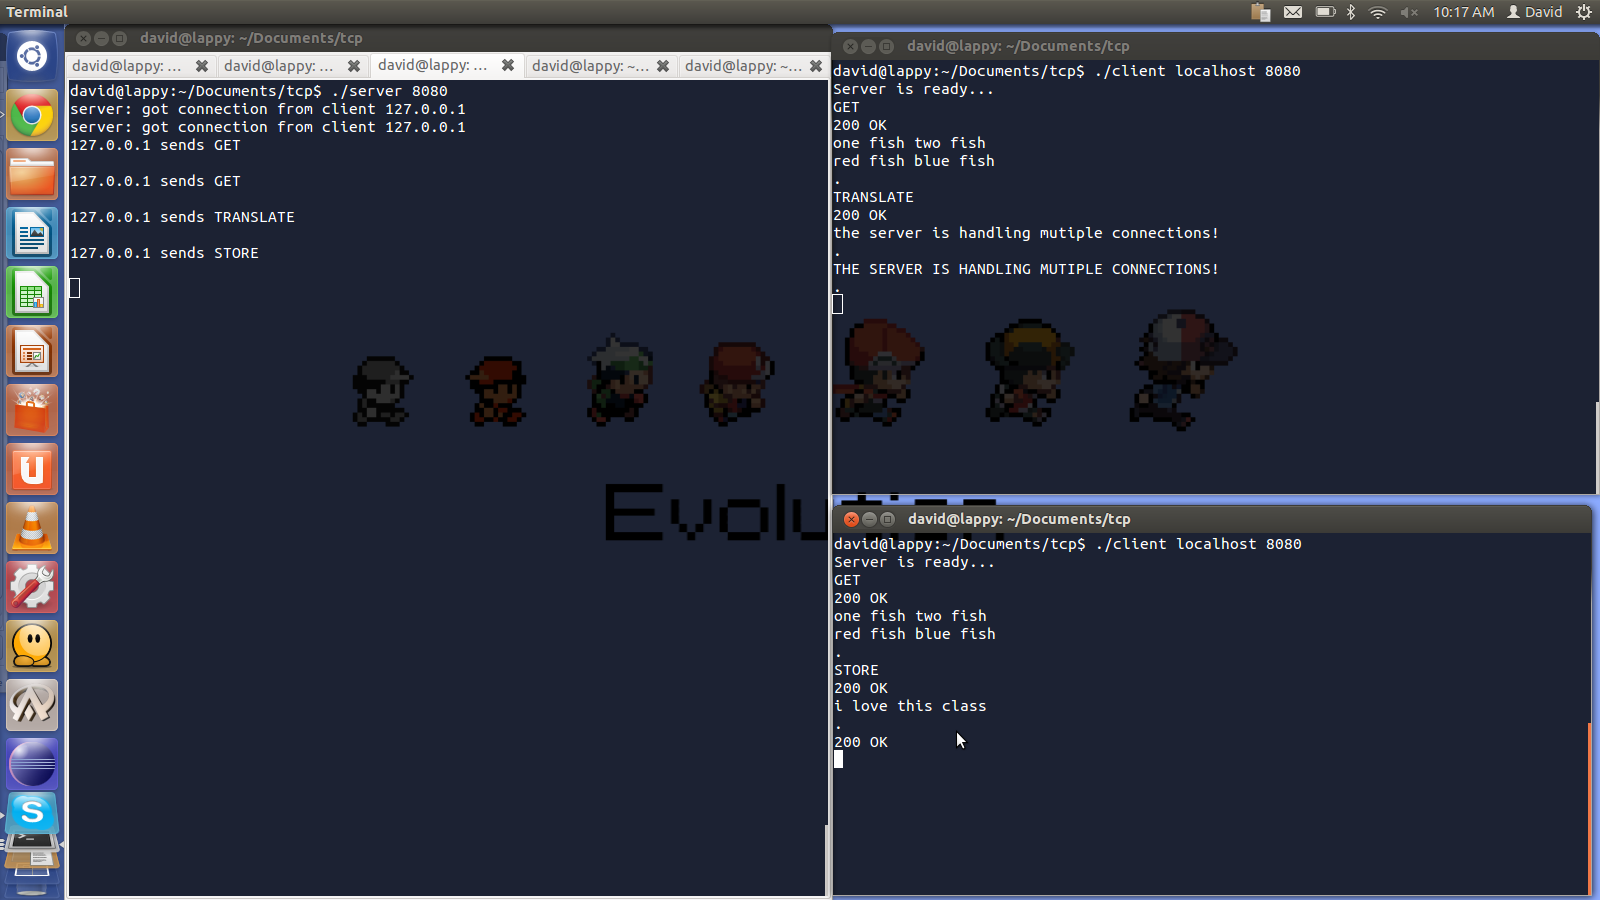 Terminal
10:17 AM
David
david@lappy: ~/Documents/tcp
david@lappy: ...
david@lappy: ...
david@lappy: ...
david@lappy: ~...
david@lappy: ~...
david@lappy:~/Documents/tcp$ ./server 8080
server: got connection from client 127.0.0.1
server: got connection from client 127.0.0.1
127.0.0.1 sends GET
127.0.0.1 sends GET
127.0.0.1 sends TRANSLATE
127.0.0.1 sends STORE
david@lappy: ~/Documents/tcp
david@lappy:~/Documents/tcp$ ./client localhost 8080
Server is ready...
GET
200 OK
one fish two fish
red fish blue fish
.
TRANSLATE
200 OK
the server is handling mutiple connections!
.
THE SERVER IS HANDLING MUTIPLE CONNECTIONS!
.
Evolution
david@lappy: ~/Documents/tcp
david@lappy:~/Documents/tcp$ ./client localhost 8080
Server is ready...
GET
200 OK
one fish two fish
red fish blue fish
.
STORE
200 OK
i love this class
.
200 OK